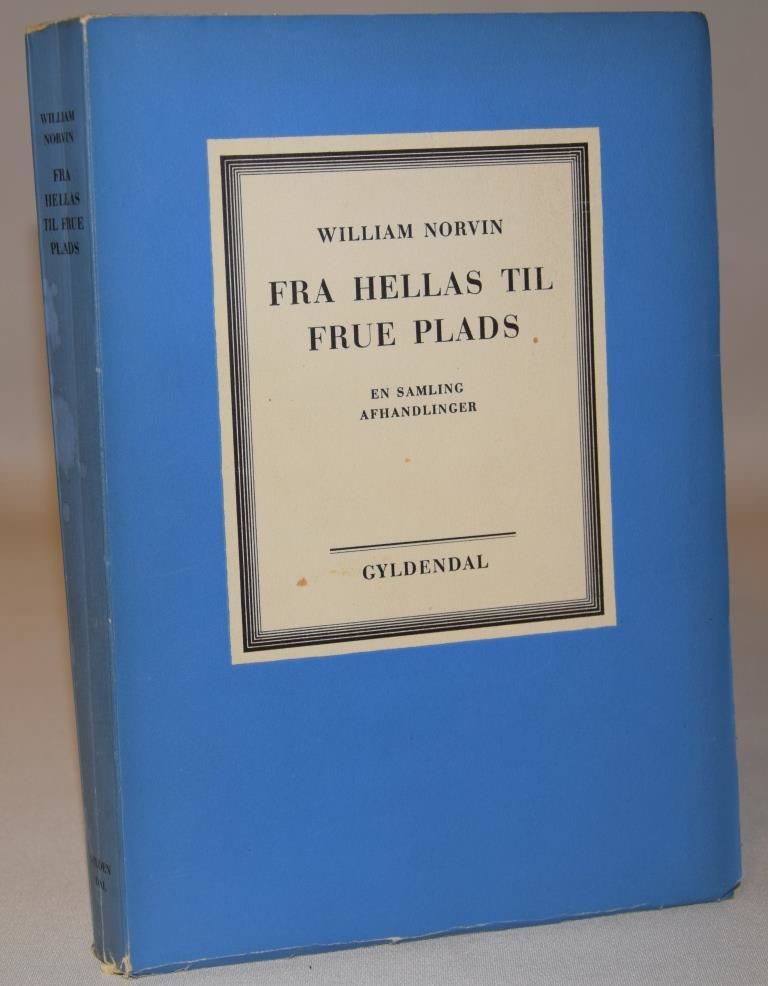 WILLIAM
NORVIN
FRA
HELLAS
TIL FRUE
PLADS
WILLIAM NORVIN
FRA HELLAS TIL
FRUE PLADS
EN SAMLING
AFHANDLINGER
GYLDENDAL